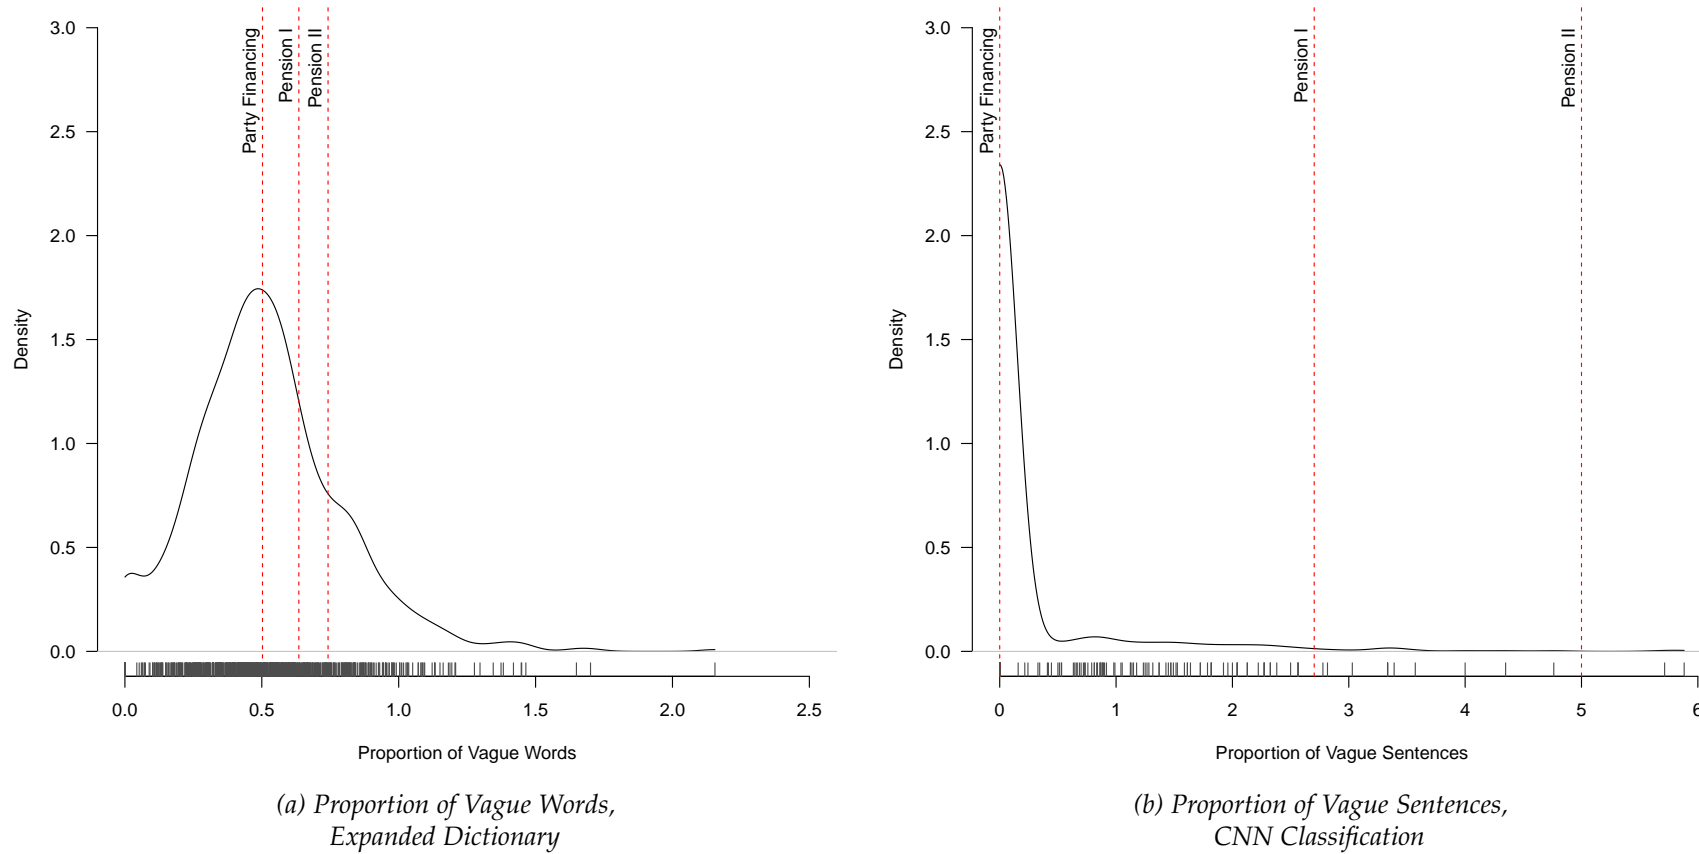 3.0
2.5
2.0
1.5
1.0
0.5
0.0
Density
Party Financing
Pension I
Pension II
0.0 0.5 1.0 1.5 2.0 2.5
Proportion of Vague Words
(a) Proportion of Vague Words,
Expanded Dictionary
3.0
2.5
2.0
1.5
1.0
0.5
0.0
Density
Party Financing
Pension I
Pension II
0 1 2 3 4 5 6
Proportion of Vague Sentences
(b) Proportion of Vague Sentences,
CNN Classification